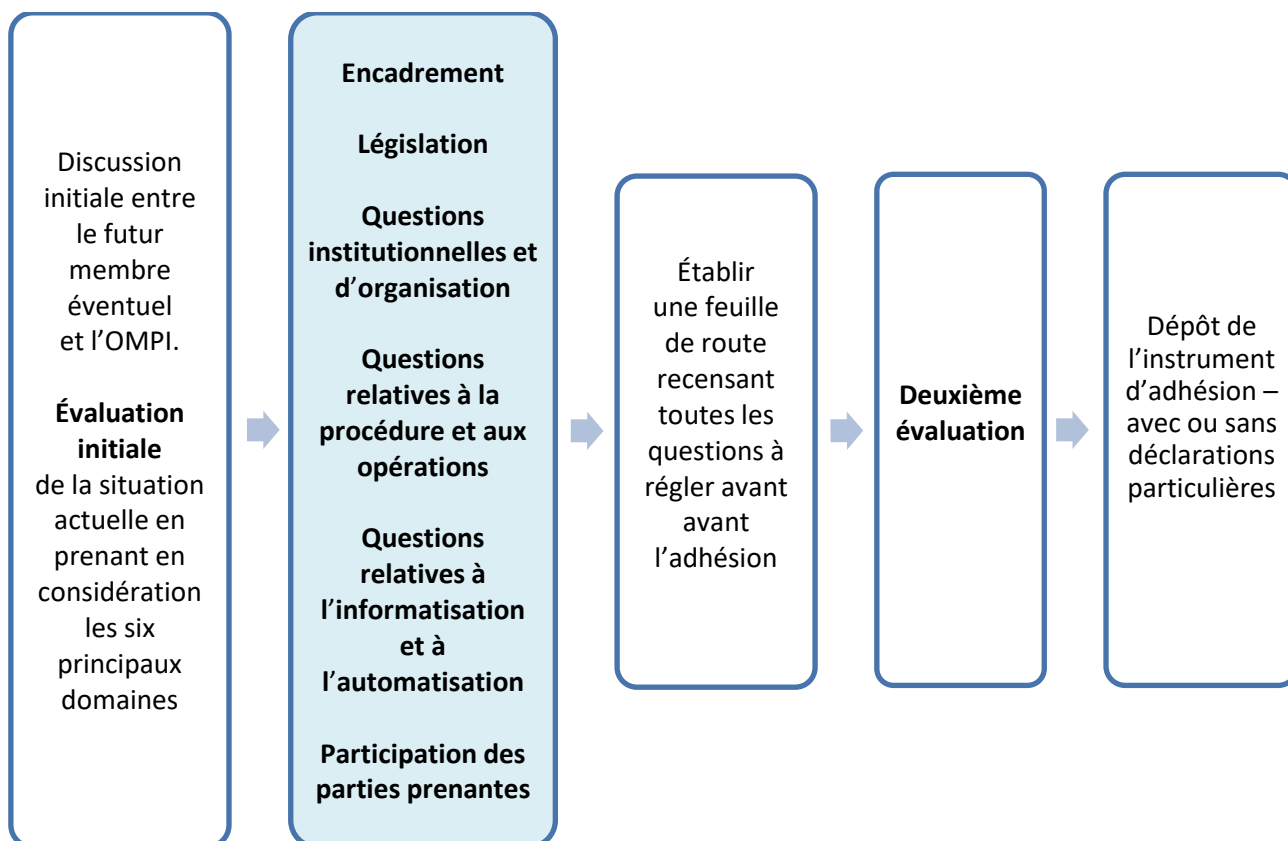 Discussion
initiale entre
le futur
membre
éventuel
et l’OMPI.
Évaluation
initiale
de la situation
actuelle en
prenant en
considération
les six
principaux
domaines
Encadrement
Législation
Questions
institutionnelles et
d’organisation
Questions
relatives à la
procédure et aux
opérations
Questions
relatives à
l’informatisation
et à
l’automatisation
Participation des
parties prenantes
Établir
une feuille
de route
recensant
toutes les
questions à
régler avant
avant
l’adhésion
Deuxième
évaluation
Dépôt de
l’instrument
d’adhésion –
avec ou sans
déclarations
particulières